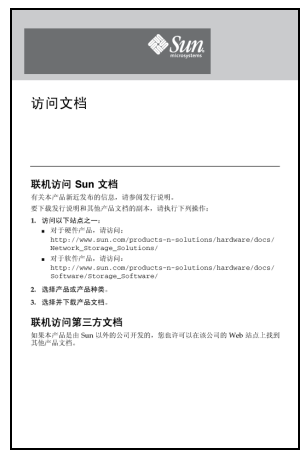 Sun
microsystems
访问文档
联机访问 Sun 文档
有关本产品新近发布的信息，请参阅发行说明。
要下载发行说明和其他产品文档的副本，请执行下列操作：
1. 访问以下站点之一：
■ 对于硬件产品，请访问：
http://www.sun.com/products-n-solutions/hardware/docs/
Network_Storage_Solutions/
■ 对于软件产品，请访问：
http://www.sun.com/products-n-solutions/hardware/docs/
Software/Storage_Software/
2. 选择产品或产品种类。
3. 选择并下载产品文档。
联机访问第三方文档
如果本产品是由 Sun 以外的公司开发的，您也许可以在该公司的 Web 站点上找到
其他产品文档。